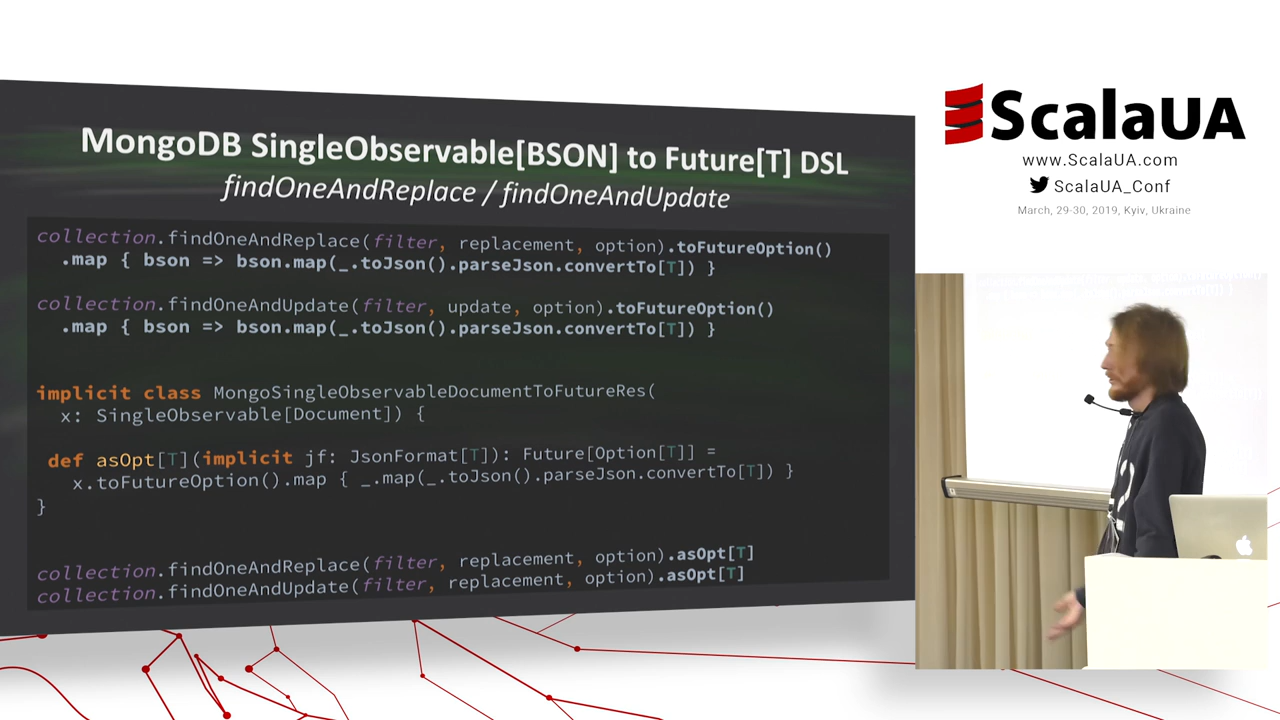 MongoDB SingleObservable[BSON] to Future[T] DSL
findOneAndReplace / findOneAndUpdate
collection.findOneAndReplace(filter, replacement, option).toFutureOption()
.map { bson => bson.map(_.toJson().parseJson.convertTo[T]) }
collection.findOneAndUpdate(filter, update, option).toFutureOption()
.map { bson => bson.map(_.toJson().parseJson.convertTo[T]) }
implicit class MongoSingleObservableDocumentToFutureRes(
x: SingleObservable[Document]) {
def asOpt[T](implicit jf: JsonFormat[T]): Future[Option[T]] =
x.toFutureOption().map { _.map(_.toJson().parseJson.convertTo[T]) }
}
collection.findOneAndReplace(filter, replacement, option).asOpt[T]
collection.findOneAndUpdate(filter, replacement, option).asOpt[T]
ScalaUA
www.ScalaUA.com
ScalaUA_Conf
March, 29-30, 2019, Kyiv, Ukraine